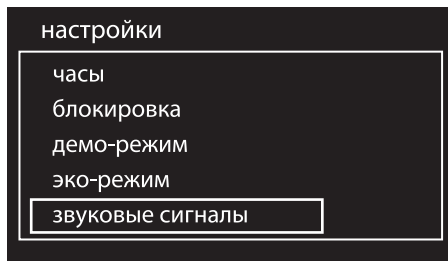 настройки
часы
блокировка
демо-режим
эко-режим
звуковые сигналы